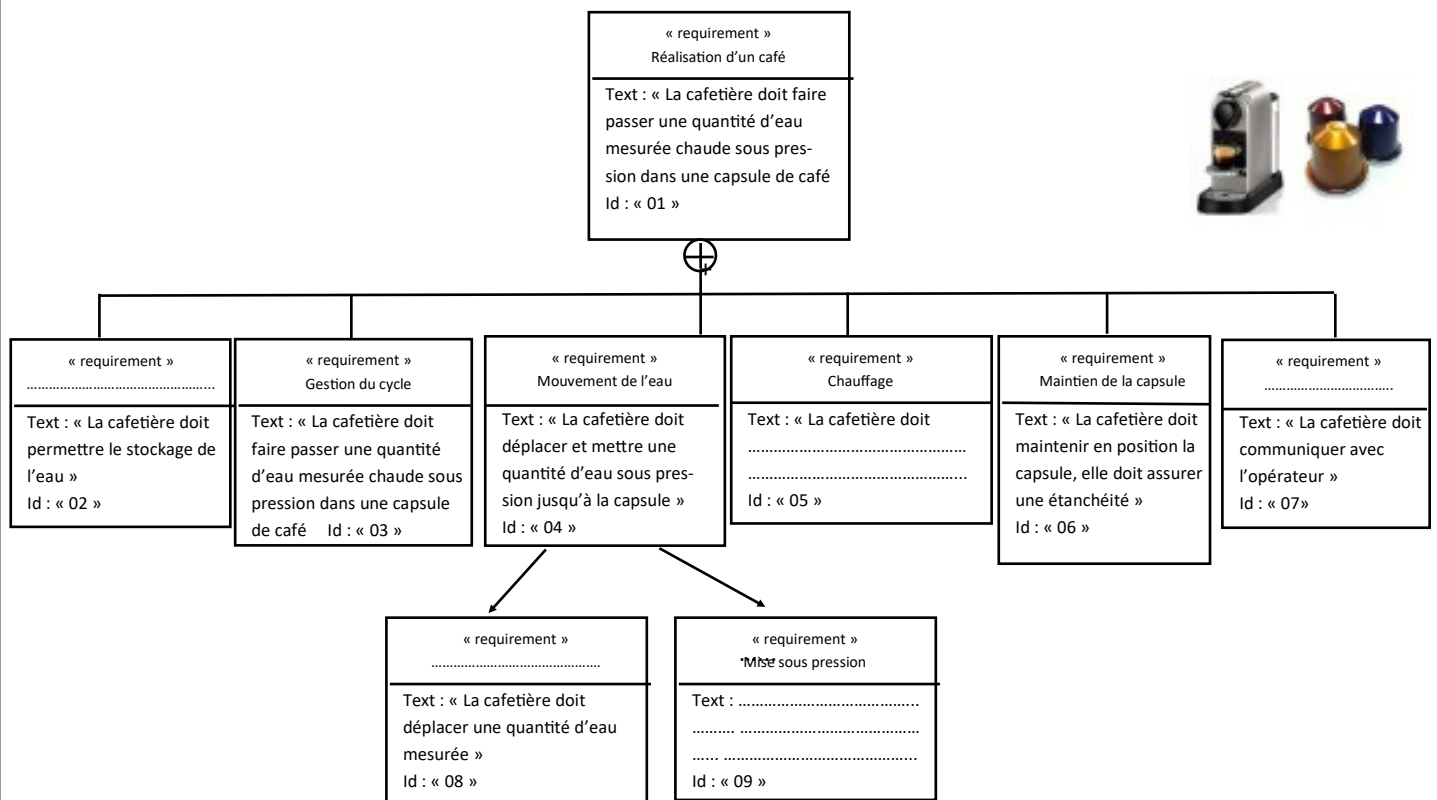 « requirement »
Réalisation d'un café
Text : « La cafetière doit faire
passer une quantité d'eau
mesurée chaude sous pres-
sion dans une capsule de café
Id : « 01 »
« requirement »
…………………………………………...
Text : « La cafetière doit
permettre le stockage de
l'eau »
Id : « 02 »
« requirement »
Gestion du cycle
Text : « La cafetière doit
faire passer une quantité
d'eau mesurée chaude sous
pression dans une capsule
de café Id : « 03 »
« requirement »
Mouvement de l'eau
Text : « La cafetière doit
déplacer et mettre une
quantité d'eau sous pres-
sion jusqu'à la capsule »
Id : « 04 »
« requirement »
Chauffage
Text : « La cafetière doit
……………………………………………
…………………………………………...
Id : « 05 »
« requirement »
Maintien de la capsule
Text : « La cafetière doit
maintenir en position la
capsule, elle doit assurer
une étanchéité »
Id : « 06 »
« requirement »
……………………………..
Text : « La cafetière doit
communiquer avec
l'opérateur »
Id : « 07»
« requirement »
……………………………………….
Text : « La cafetière doit
déplacer une quantité d'eau
mesurée »
Id : « 08 »
« requirement »
Mise sous pression
Text : …………………………………...
………. ……………………………………
…... ……………………………………...
Id : « 09 »